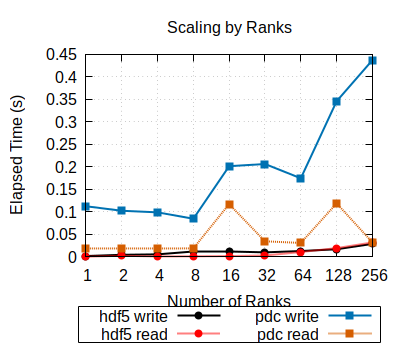 Scaling by Ranks
Elapsed Time (s)
0.45
0.4
0.35
0.3
0.25
0.2
0.15
0.1
0.05
0
1 2 4 8 16 32 64 128 256
Number of Ranks
hdf5 write pdc write
hdf5 read pdc read